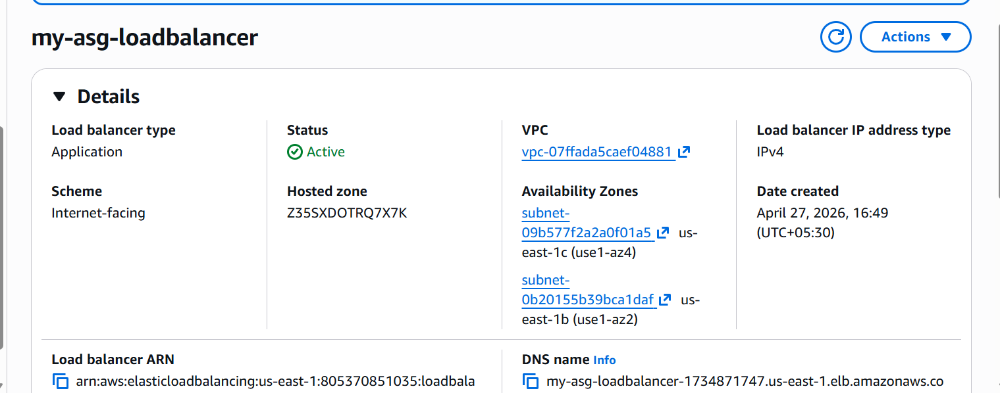 my-asg-loadbalancer
Actions
Details
Load balancer type
Application
Status
Active
VPC
vpc-07ffada5caef04881
Load balancer IP address type
IPv4
Scheme
Internet-facing
Hosted zone
Z35SXDOTRQ7X7K
Availability Zones
subnet-
09b577f2a2a0f01a5 us-
east-1c (use1-az4)
subnet-
0b20155b39bca1daf us-
east-1b (use1-az2)
Date created
April 27, 2026, 16:49
(UTC+05:30)
Load balancer ARN
arn:aws:elasticloadbalancing:us-east-1:805370851035:loadbala
DNS name Info
my-asg-loadbalancer-1734871747.us-east-1.elb.amazonaws.co